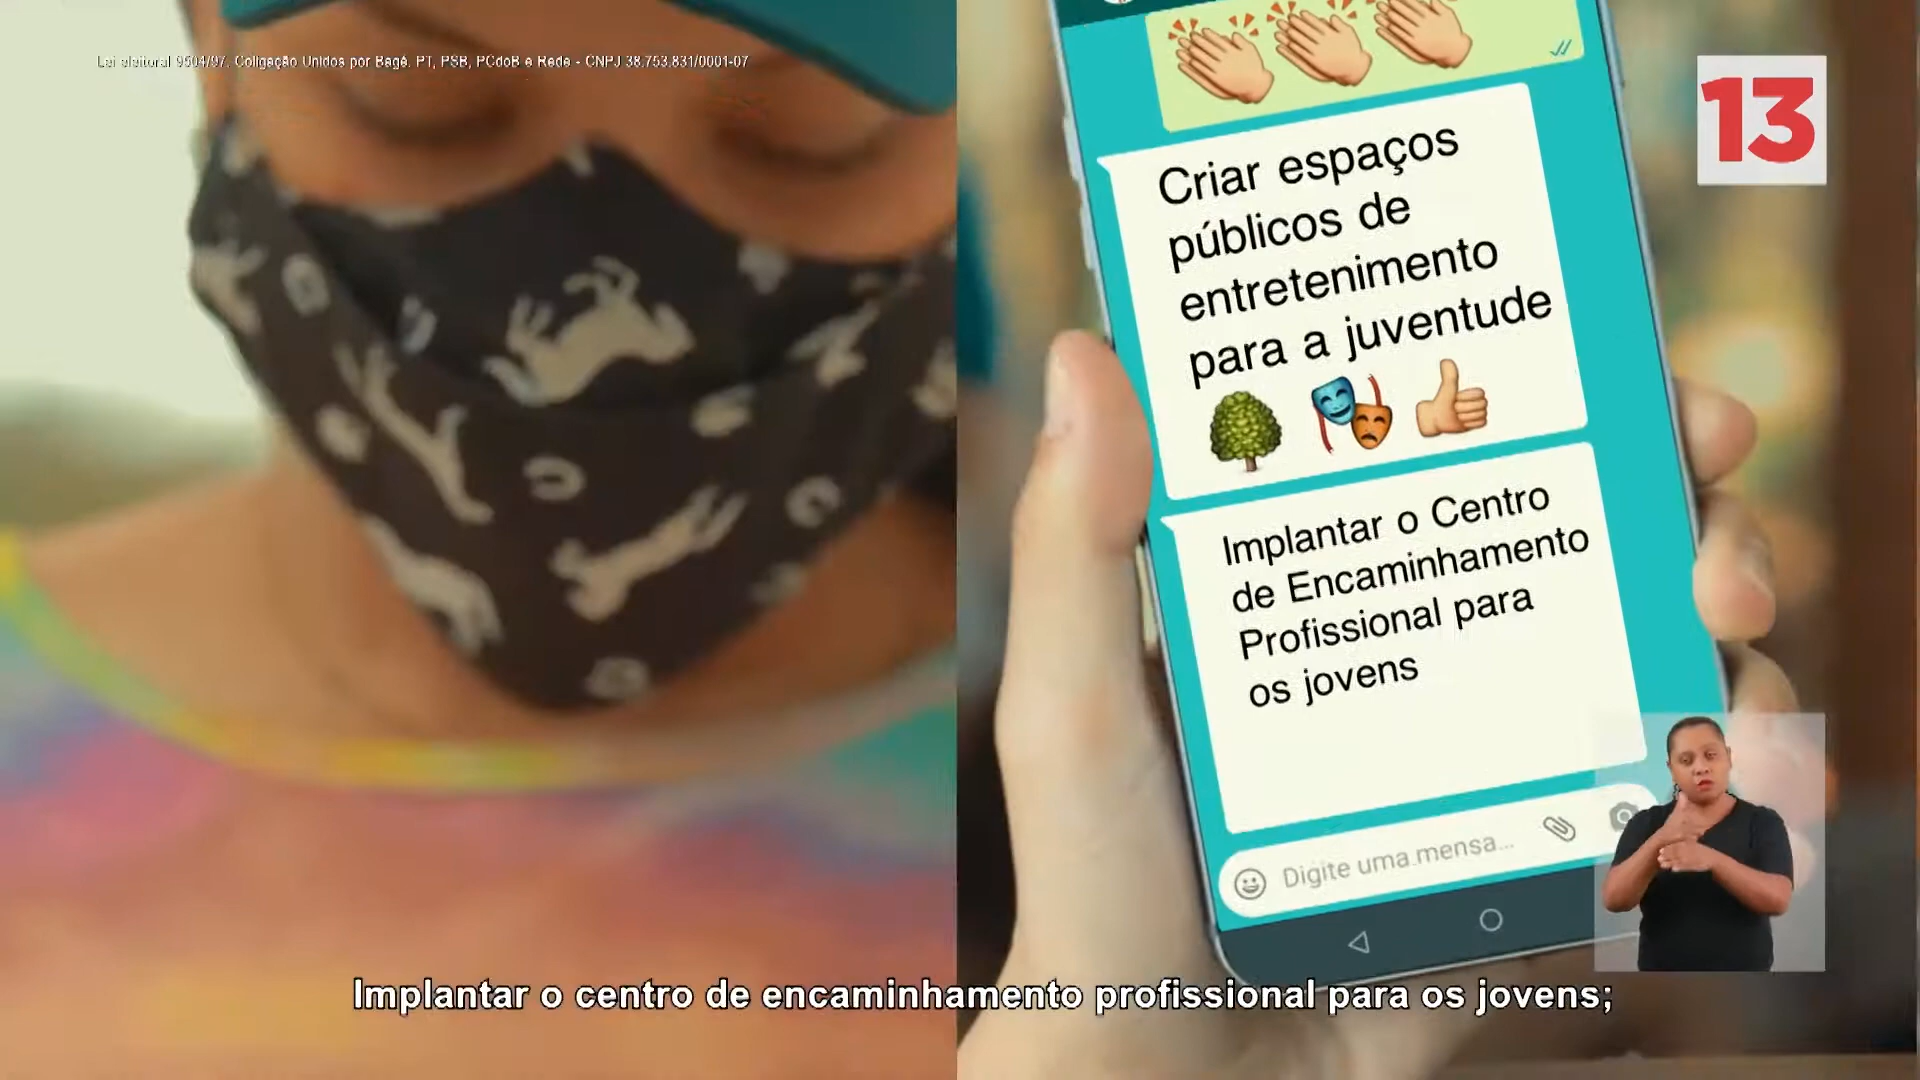 Lei eleitoral 9504/97. Coligação Unidos por Bagé. PT, PSB, PCdoB e Rede - CNPJ 38.753.831/0001-07
13
Criar espaços
públicos de
entretenimento
para a juventude
Implantar o Centro
de Encaminhamento
Profissional para
os jovens
Digite uma mensa...
Implantar o centro de encaminhamento profissional para os jovens;